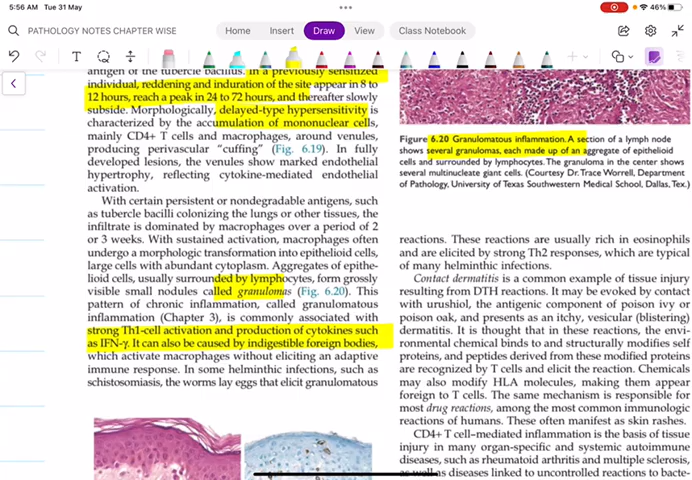 5:56 AM Tue 31 May
46%
PATHOLOGY NOTES CHAPTER WISE
Home
Insert
Draw
View
Class Notebook
antigen of the tubercle bacillus. In a previously sensitized
individual, reddening and induration of the site appear in 8 to
12 hours, reach a peak in 24 to 72 hours, and thereafter slowly
subside. Morphologically, delayed-type hypersensitivity is
characterized by the accumulation of mononuclear cells,
mainly CD4+ T cells and macrophages, around venules,
producing perivascular “cuffing” (Fig. 6.19). In fully
developed lesions, the venules show marked endothelial
hypertrophy, reflecting cytokine-mediated endothelial
activation.
With certain persistent or nondegradable antigens, such
as tubercle bacilli colonizing the lungs or other tissues, the
infiltrate is dominated by macrophages over a period of 2
or 3 weeks. With sustained activation, macrophages often
undergo a morphologic transformation into epithelioid cells,
large cells with abundant cytoplasm. Aggregates of epithe-
lioid cells, usually surrounded by lymphocytes, form grossly
visible small nodules called granulomas (Fig. 6.20). This
pattern of chronic inflammation, called granulomatous
inflammation (Chapter 3), is commonly associated with
strong Th1-cell activation and production of cytokines such
as IFN-γ. It can also be caused by indigestible foreign bodies,
which activate macrophages without eliciting an adaptive
immune response. In some helminthic infections, such as
schistosomiasis, the worms lay eggs that elicit granulomatous
Figure 6.20 Granulomatous inflammation. A section of a lymph node
shows several granulomas, each made up of an aggregate of epithelioid
cells and surrounded by lymphocytes. The granuloma in the center shows
several multinucleate giant cells. (Courtesy Dr. Trace Worrell, Department
of Pathology, University of Texas Southwestern Medical School, Dallas, Tex.)
reactions. These reactions are usually rich in eosinophils
and are elicited by strong Th2 responses, which are typical
of many helminthic infections.
Contact dermatitis is a common example of tissue injury
resulting from DTH reactions. It may be evoked by contact
with urushiol, the antigenic component of poison ivy or
poison oak, and presents as an itchy, vesicular (blistering)
dermatitis. It is thought that in these reactions, the envi-
ronmental chemical binds to and structurally modifies self
proteins, and peptides derived from these modified proteins
are recognized by T cells and elicit the reaction. Chemicals
may also modify HLA molecules, making them appear
foreign to T cells. The same mechanism is responsible for
most drug reactions, among the most common immunologic
reactions of humans. These often manifest as skin rashes.
CD4+ T cell–mediated inflammation is the basis of tissue
injury in many organ-specific and systemic autoimmune
diseases, such as rheumatoid arthritis and multiple sclerosis,
as well as diseases linked to uncontrolled reactions to bacte-